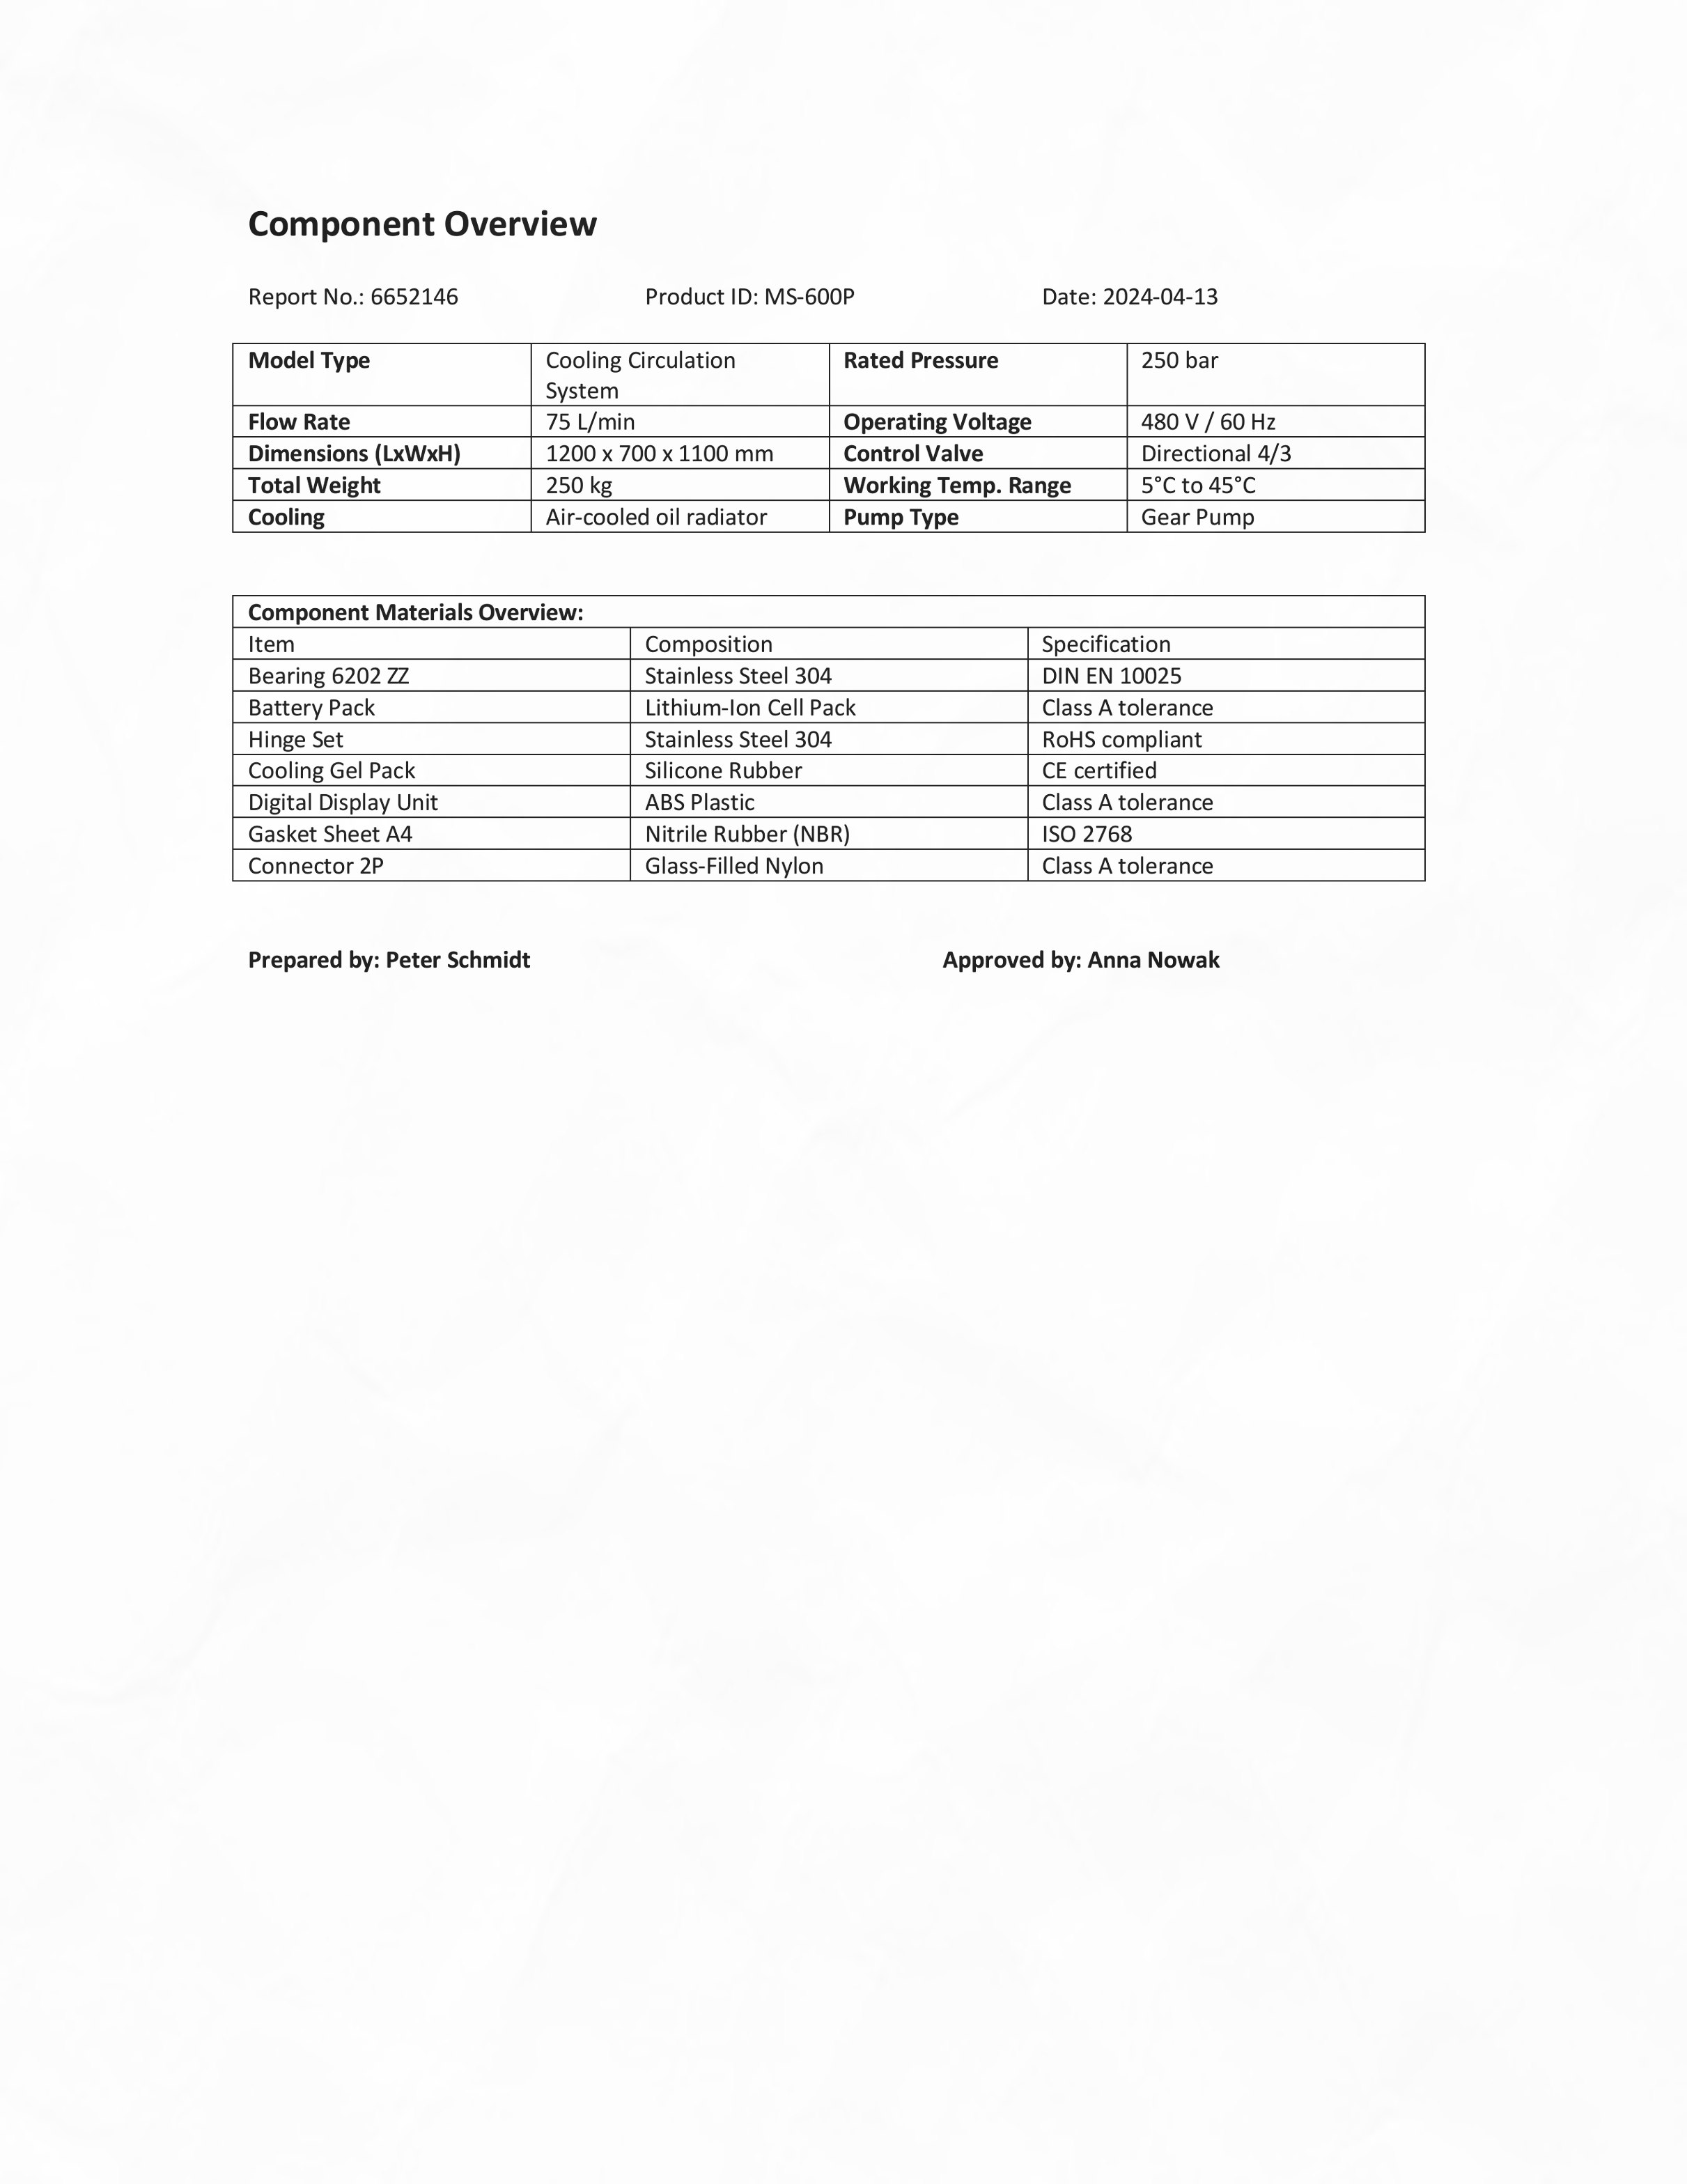 Component Overview
Report No.: 6652146 Product ID: MS-600P Date: 2024-04-13
Model Type Cooling Circulation System Rated Pressure 250 bar
Flow Rate 75 L/min Operating Voltage 480 V / 60 Hz
Dimensions (LxWxH) 1200 x 700 x 1100 mm Control Valve Directional 4/3
Total Weight 250 kg Working Temp. Range 5°C to 45°C
Cooling Air-cooled oil radiator Pump Type Gear Pump
Component Materials Overview:
Item Composition Specification
Bearing 6202 ZZ Stainless Steel 304 DIN EN 10025
Battery Pack Lithium-Ion Cell Pack Class A tolerance
Hinge Set Stainless Steel 304 RoHS compliant
Cooling Gel Pack Silicone Rubber CE certified
Digital Display Unit ABS Plastic Class A tolerance
Gasket Sheet A4 Nitrile Rubber (NBR) ISO 2768
Connector 2P Glass-Filled Nylon Class A tolerance
Prepared by: Peter Schmidt Approved by: Anna Nowak